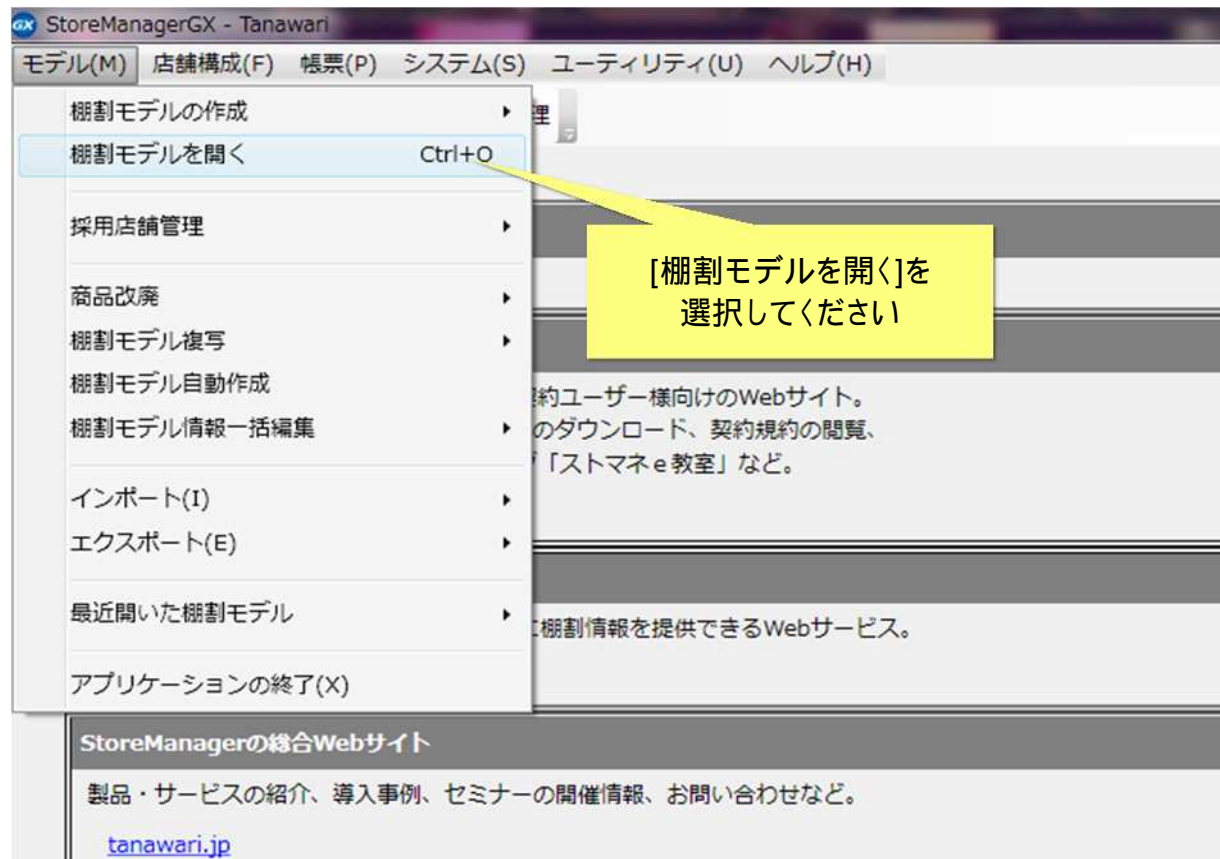 StoreManagerGX - Tanawari
モデル(M) 店舗構成(F) 帳票(P) システム(S) ユーティリティ(U) ヘルプ(H)
理
棚割モデルの作成
棚割モデルを開く Ctrl+O
採用店舗管理
商品改廃
棚割モデル複写
棚割モデル自動作成
棚割モデル情報一括編集
インポート(I)
エクスポート(E)
最近開いた棚割モデル
アプリケーションの終了(X)
[棚割モデルを開く]を
選択してください
約ユーザー様向けのWebサイト。
のダウンロード、契約規約の閲覧、
「ストマネe教室」など。
棚割情報を提供できるWebサービス。
StoreManagerの総合Webサイト
製品・サービスの紹介、導入事例、セミナーの開催情報、お問い合わせなど。
tanawari.jp